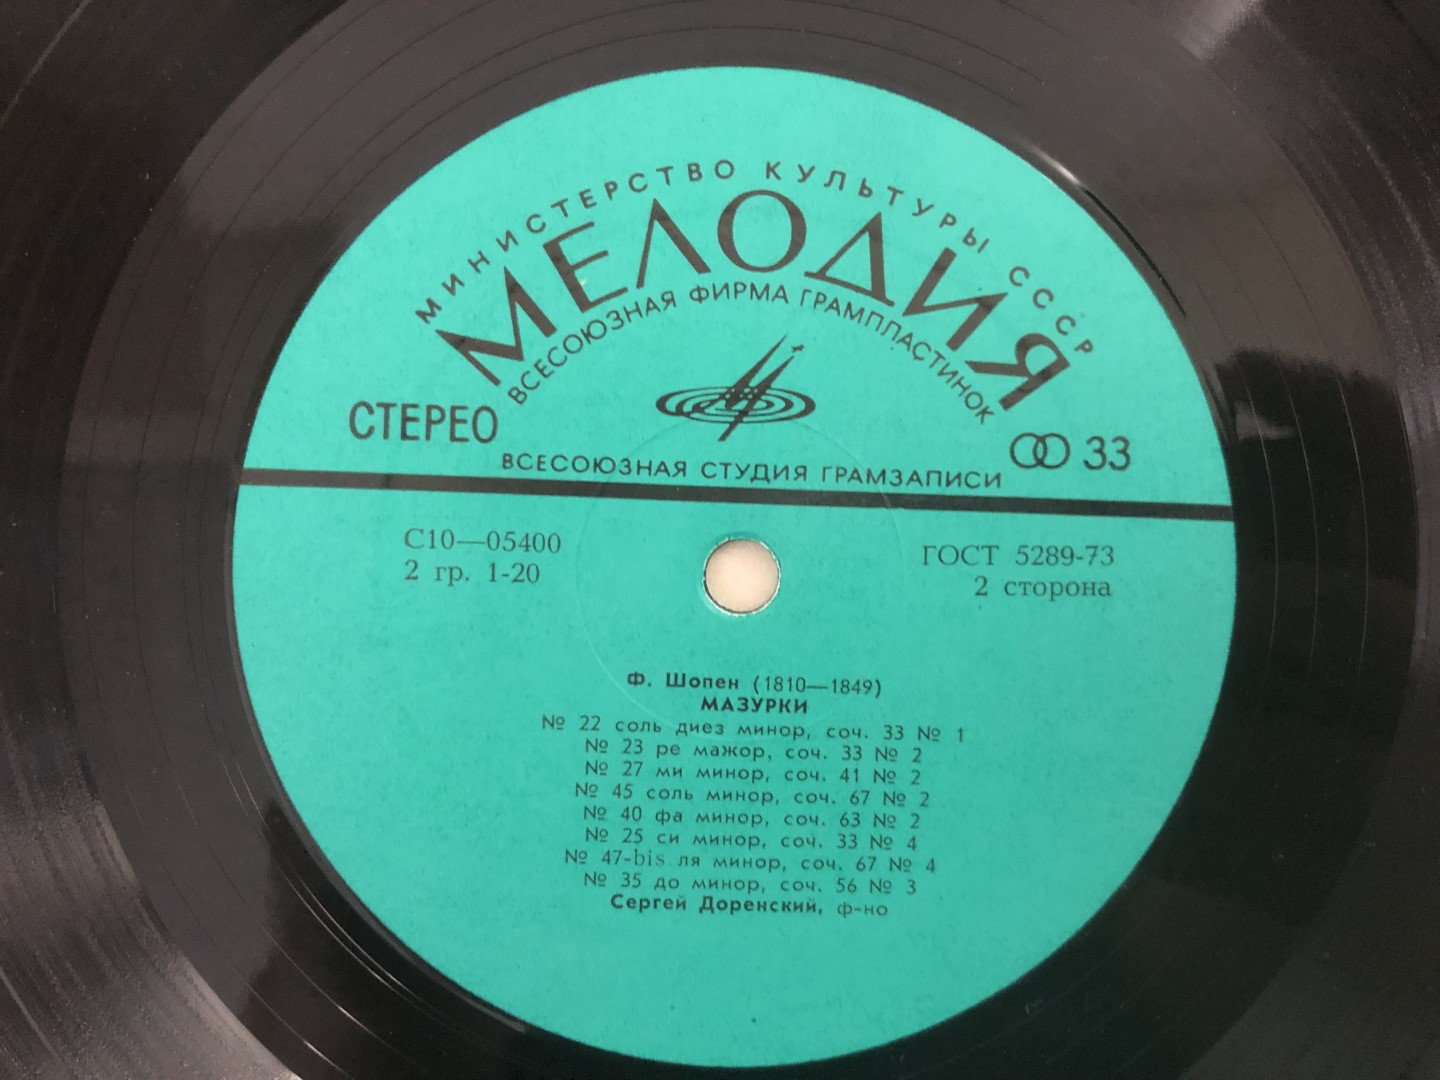 МИНИСТЕРСТВО КУЛЬТУРЫ СССР
МЕЛОДИЯ
ВСЕСОЮЗНАЯ ФИРМА ГРАМПЛАСТИНОК
СТЕРЕО
33
ВСЕСОЮЗНАЯ СТУДИЯ ГРАМЗАПИСИ
С10—05400
ГОСТ 5289-73
2 гр. 1-20
2 сторона
Ф. Шопен (1810—1849)
МАЗУРКИ
№ 22 соль диез минор, соч. 33 № 1
№ 23 ре мажор, соч. 33 № 2
№ 27 ми минор, соч. 41 № 2
№ 45 соль минор, соч. 67 № 2
№ 40 фа минор, соч. 63 № 2
№ 25 си минор, соч. 33 № 4
№ 47-bis ля минор, соч. 67 № 4
№ 35 до минор, соч. 56 № 3
Сергей Доренский, ф-но